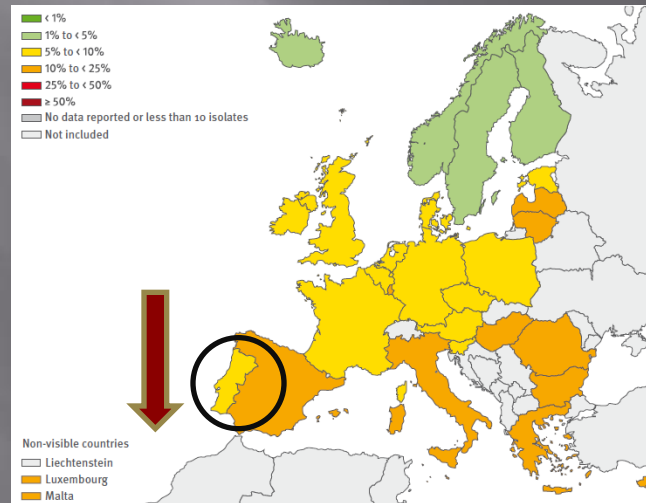 < 1%
1% to < 5%
5% to < 10%
10% to < 25%
25% to < 50%
≥ 50%
No data reported or less than 10 isolates
Not included
Non-visible countries
Liechtenstein
Luxembourg
Malta